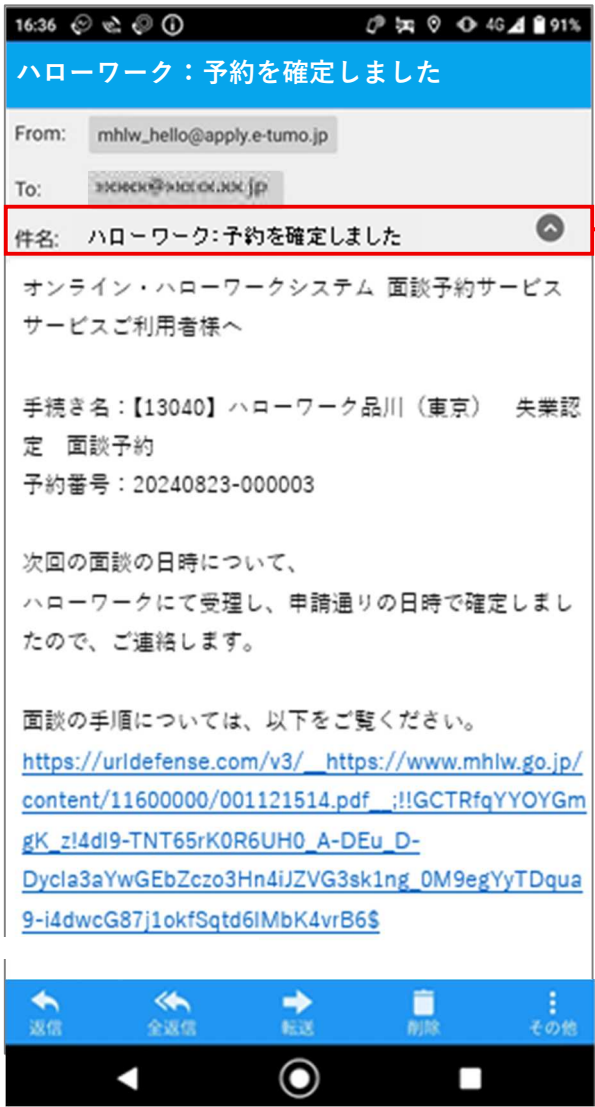 16:36 4G 91%
ハローワーク：予約を確定しました
From: mhlw_hello@apply.e-tumo.jp
To:
件名: ハローワーク：予約を確定しました
オンライン・ハローワークシステム 面談予約サービス
サービスご利用者様へ
手続き名：【13040】ハローワーク品川（東京）　失業認
定　面談予約
予約番号：20240823-000003
次回の面談の日時について、
ハローワークにて受理し、申請通りの日時で確定しまし
たので、ご連絡します。
面談の手順については、以下をご覧ください。
https://urldefense.com/v3/__https://www.mhlw.go.jp/
content/11600000/001121514.pdf__;!!GCTRfqYYOYGm
gK_z!4dl9-TNT65rK0R6UH0_A-DEu_D-
Dycla3aYwGEbZczo3Hn4iJZVG3sk1ng_0M9egYyTDqua
9-i4dwcG87j1okfSqtd6IMbK4vrB6$
返信 全返信 転送 削除 その他